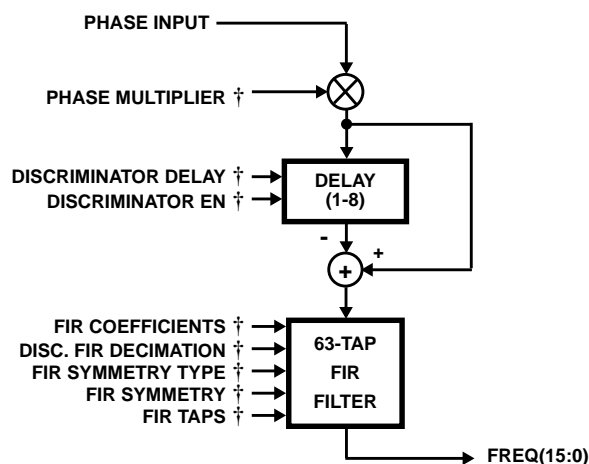 PHASE INPUT
PHASE MULTIPLIER †
DISCRIMINATOR DELAY †
DISCRIMINATOR EN †
DELAY
(1-8)
-
+
+
FIR COEFFICIENTS †
DISC. FIR DECIMATION †
FIR SYMMETRY TYPE †
FIR SYMMETRY †
FIR TAPS †
63-TAP
FIR
FILTER
FREQ(15:0)